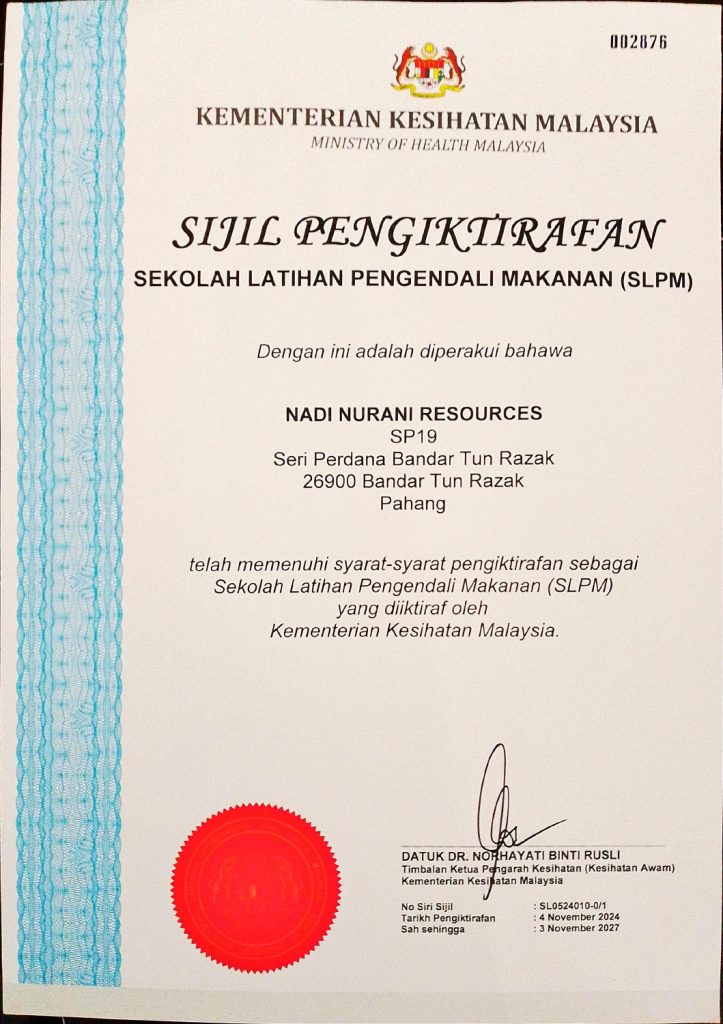 002876
KEMENTERIAN KESIHATAN MALAYSIA
MINISTRY OF HEALTH MALAYSIA
SIJIL PENGIKTIRAFAN
SEKOLAH LATIHAN PENGENDALI MAKANAN (SLPM)
Dengan ini adalah diperakui bahawa
NADI NURANI RESOURCES
SP19
Seri Perdana Bandar Tun Razak
26900 Bandar Tun Razak
Pahang
telah memenuhi syarat-syarat pengiktirafan sebagai
Sekolah Latihan Pengendali Makanan (SLPM)
yang diiktiraf oleh
Kementerian Kesihatan Malaysia.
DATUK DR. NORHAYATI BINTI RUSLI
Timbalan Ketua Pengarah Kesihatan (Kesihatan Awam)
Kementerian Kesihatan Malaysia
No Siri Sijil : SL0524010-0/1
Tarikh Pengiktirafan : 4 November 2024
Sah sehingga : 3 November 2027